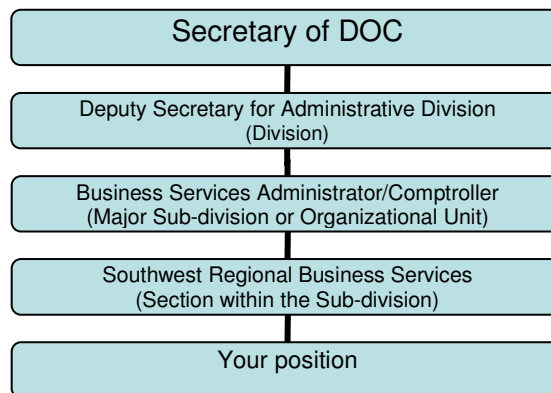 Secretary of DOC
Deputy Secretary for Administrative Division
(Division)
Business Services Administrator/Comptroller
(Major Sub-division or Organizational Unit)
Southwest Regional Business Services
(Section within the Sub-division)
Your position